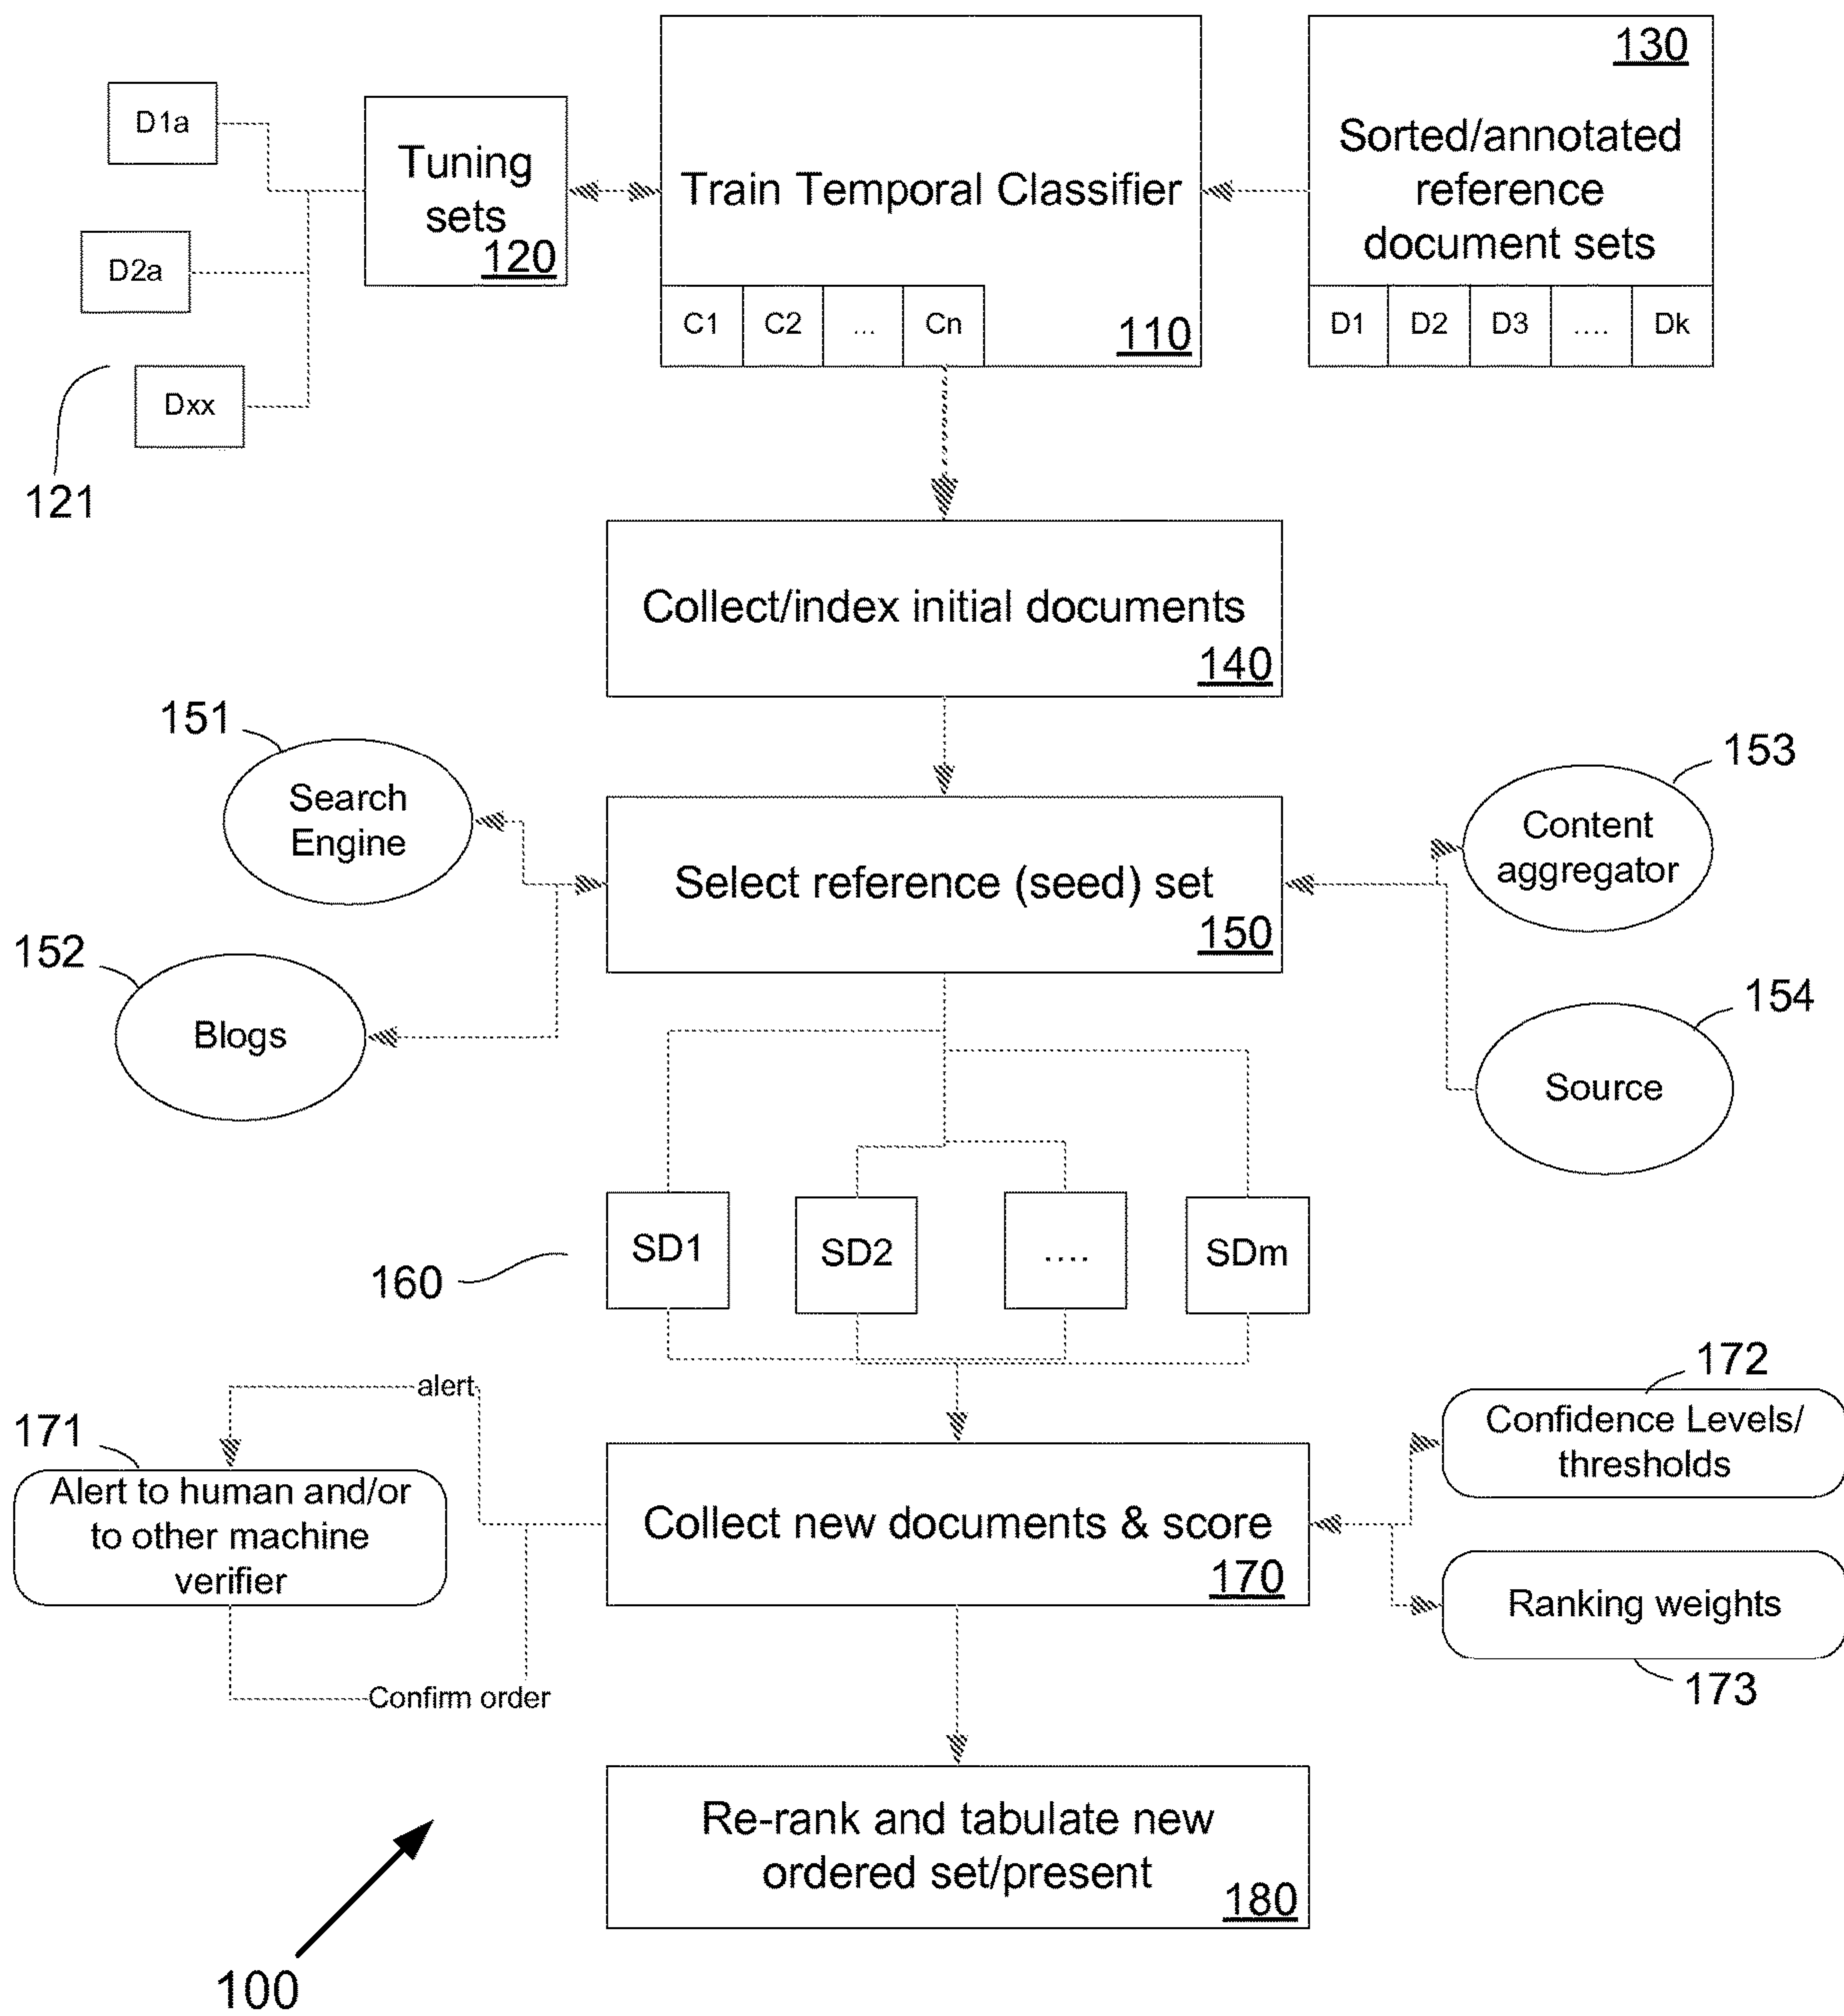 130
D1a
Tuning
sets
120
Train Temporal Classifier
Sorted/annotated
reference
document sets
D2a
C1
C2
...
Cn
110
D1
D2
D3
....
Dk
Dxx
121
Collect/index initial documents
140
151
Search
Engine
153
Content
aggregator
Select reference (seed) set
150
152
Blogs
154
Source
160
SD1
SD2
....
SDm
alert
171
Alert to human and/or
to other machine
verifier
172
Confidence Levels/
thresholds
Collect new documents & score
170
Ranking weights
173
Confirm order
Re-rank and tabulate new
ordered set/present
180
100